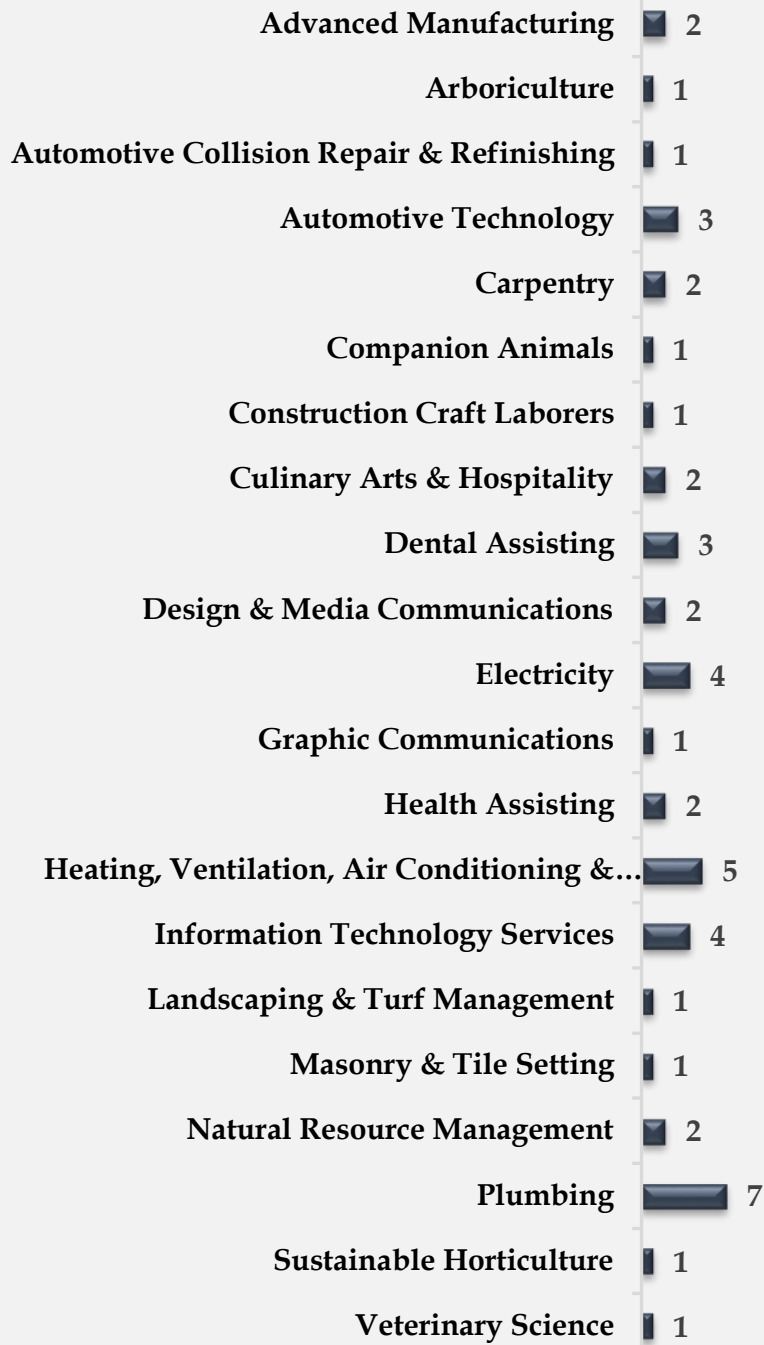 Advanced Manufacturing 2
Arboriculture 1
Automotive Collision Repair & Refinishing 1
Automotive Technology 3
Carpentry 2
Companion Animals 1
Construction Craft Laborers 1
Culinary Arts & Hospitality 2
Dental Assisting 3
Design & Media Communications 2
Electricity 4
Graphic Communications 1
Health Assisting 2
Heating, Ventilation, Air Conditioning &... 5
Information Technology Services 4
Landscaping & Turf Management 1
Masonry & Tile Setting 1
Natural Resource Management 2
Plumbing 7
Sustainable Horticulture 1
Veterinary Science 1